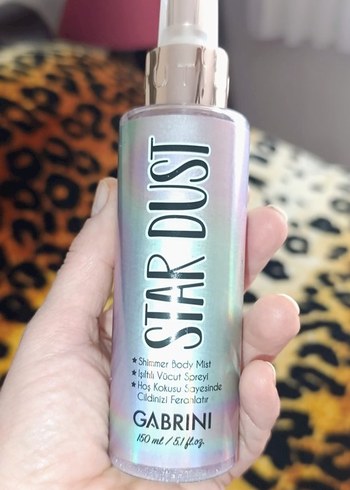 STAR DUST
★ Shimmer Body Mist
★ Işıltılı Vücut Spreyi
★ Hoş Kokusu Sayesinde
Cildinizi Ferahlatır
GABRINI
150 ml / 5.1 fl.oz.